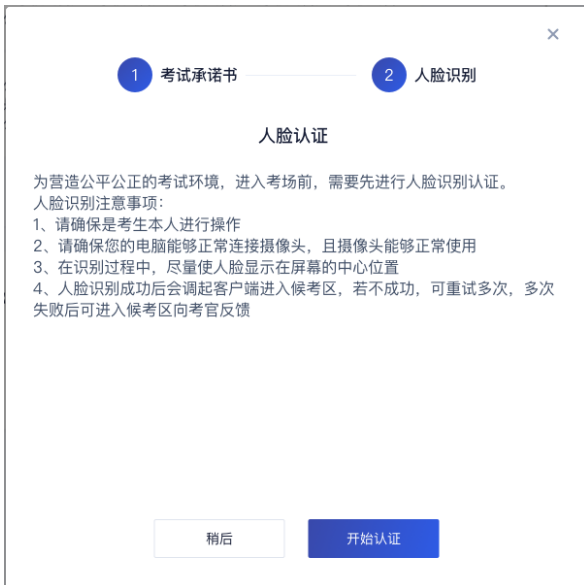 1 考试承诺书 2 人脸识别
人脸认证
为营造公平公正的考试环境，进入考场前，需要先进行人脸识别认证。
人脸识别注意事项：
1、请确保是考生本人进行操作
2、请确保您的电脑能够正常连接摄像头，且摄像头能够正常使用
3、在识别过程中，尽量使人脸显示在屏幕的中心位置
4、人脸识别成功后会调起客户端进入候考区，若不成功，可重试多次，多次
失败后可进入候考区向考官反馈
稍后 开始认证